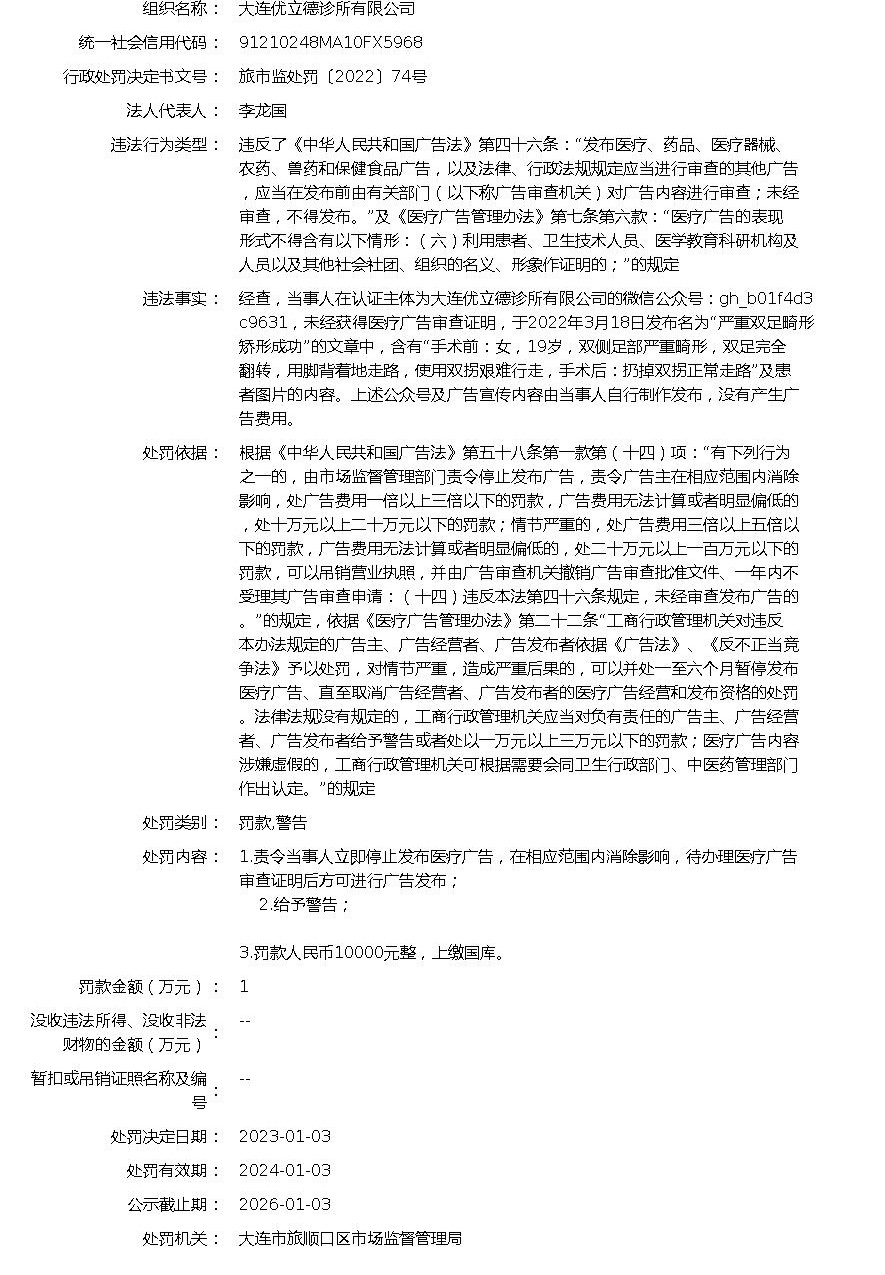 组织名称： 大连优立德诊所有限公司
统一社会信用代码： 91210248MA10FX5968
行政处罚决定书文号： 旅市监处罚〔2022〕74号
法人代表人： 李龙国
违法行为类型： 违反了《中华人民共和国广告法》第四十六条：“发布医疗、药品、医疗器械、
农药、兽药和保健食品广告，以及法律、行政法规规定应当进行审查的其他广告
，应当在发布前由有关部门（以下称广告审查机关）对广告内容进行审查；未经
审查，不得发布。”及《医疗广告管理办法》第七条第六款：“医疗广告的表现
形式不得含有以下情形：（六）利用患者、卫生技术人员、医学教育科研机构及
人员以及其他社会社团、组织的名义、形象作证明的；”的规定
违法事实： 经查，当事人在认证主体为大连优立德诊所有限公司的微信公众号：gh_b01f4d3
c9631，未经获得医疗广告审查证明，于2022年3月18日发布名为“严重双足畸形
矫形成功”的文章中，含有“手术前：女，19岁，双侧足部严重畸形，双足完全
翻转，用脚背着地走路，使用双拐艰难行走，手术后：扔掉双拐正常走路”及患
者图片的内容。上述公众号及广告宣传内容由当事人自行制作发布，没有产生广
告费用。
处罚依据： 根据《中华人民共和国广告法》第五十八条第一款第（十四）项：“有下列行为
之一的，由市场监督管理部门责令停止发布广告，责令广告主在相应范围内消除
影响，处广告费用一倍以上三倍以下的罚款，广告费用无法计算或者明显偏低的
，处十万元以上二十万元以下的罚款；情节严重的，处广告费用三倍以上五倍以
下的罚款，广告费用无法计算或者明显偏低的，处二十万元以上一百万元以下的
罚款，可以吊销营业执照，并由广告审查机关撤销广告审查批准文件、一年内不
受理其广告审查申请：（十四）违反本法第四十六条规定，未经审查发布广告的
。”的规定，依据《医疗广告管理办法》第二十二条“工商行政管理机关对违反
本办法规定的广告主、广告经营者、广告发布者依据《广告法》、《反不正当竞
争法》予以处罚，对情节严重，造成严重后果的，可以并处一至六个月暂停发布
医疗广告、直至取消广告经营者、广告发布者的医疗广告经营和发布资格的处罚
。法律法规没有规定的，工商行政管理机关应当对负有责任的广告主、广告经营
者、广告发布者给予警告或者处以一万元以上三万元以下的罚款；医疗广告内容
涉嫌虚假的，工商行政管理机关可根据需要会同卫生行政部门、中医药管理部门
作出认定。”的规定
处罚类别： 罚款,警告
处罚内容： 1.责令当事人立即停止发布医疗广告，在相应范围内消除影响，待办理医疗广告
审查证明后方可进行广告发布；
2.给予警告；
3.罚款人民币10000元整，上缴国库。
罚款金额（万元）： 1
没收违法所得、没收非法
财物的金额（万元）： --
暂扣或吊销证照名称及编
号： --
处罚决定日期： 2023-01-03
处罚有效期： 2024-01-03
公示截止期： 2026-01-03
处罚机关： 大连市旅顺口区市场监督管理局